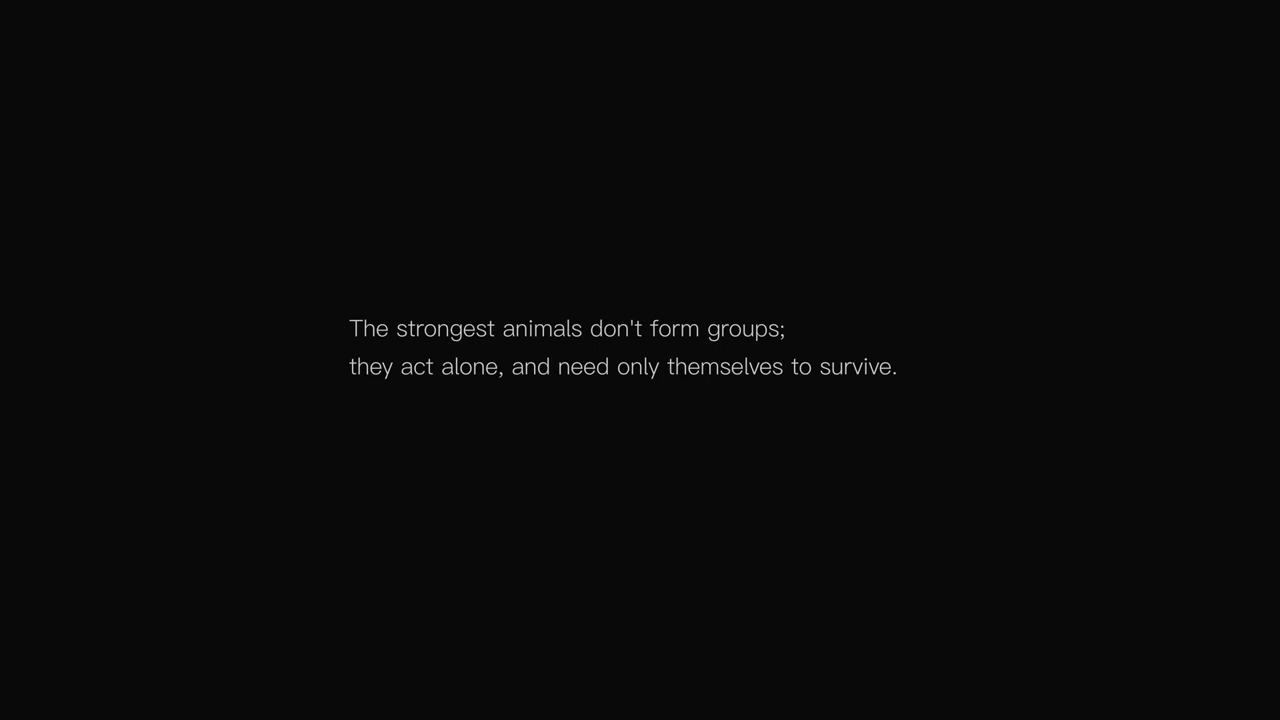 The strongest animals don't form groups;
they act alone, and need only themselves to survive.